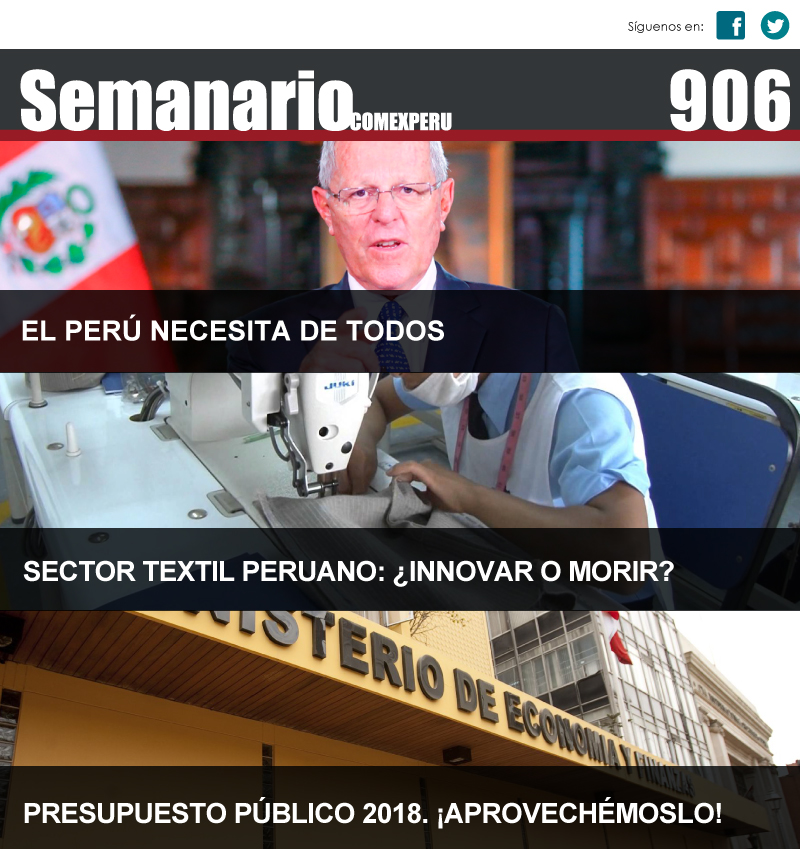 Síguenos en:
Semanario COMEXPERU
906
EL PERÚ NECESITA DE TODOS
JUKI
SECTOR TEXTIL PERUANO: ¿INNOVAR O MORIR?
NISTERIO DE ECONOMIA Y FINANZAS
PRESUPUESTO PÚBLICO 2018. ¡APROVECHÉMOSLO!